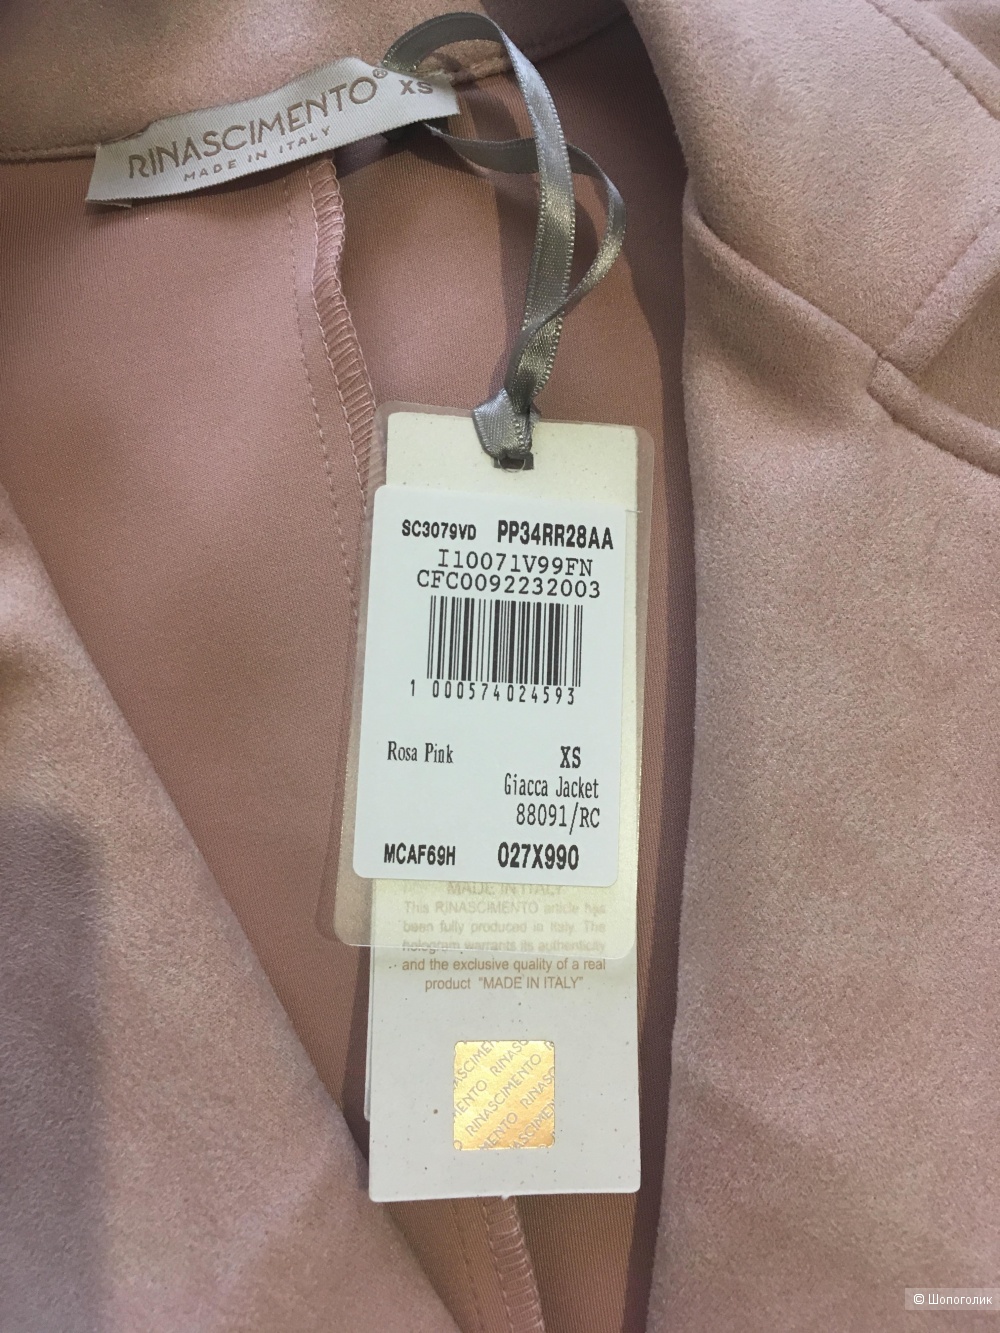 RINASCIMENTO®
XS
MADE IN ITALY
SC3079VD PP34RR28AA
I10071V99FN
CFC0092232003
1 000574024593
Rosa Pink XS
Giacca Jacket
88091/RC
MCAF69H 027X990
MADE IN ITALY
This RINASCIMENTO article has
been fully produced in Italy. The
hologram warrants its authenticity
and the exclusive quality of a real
product "MADE IN ITALY"
RINASCIMENTO
© Шопоголик